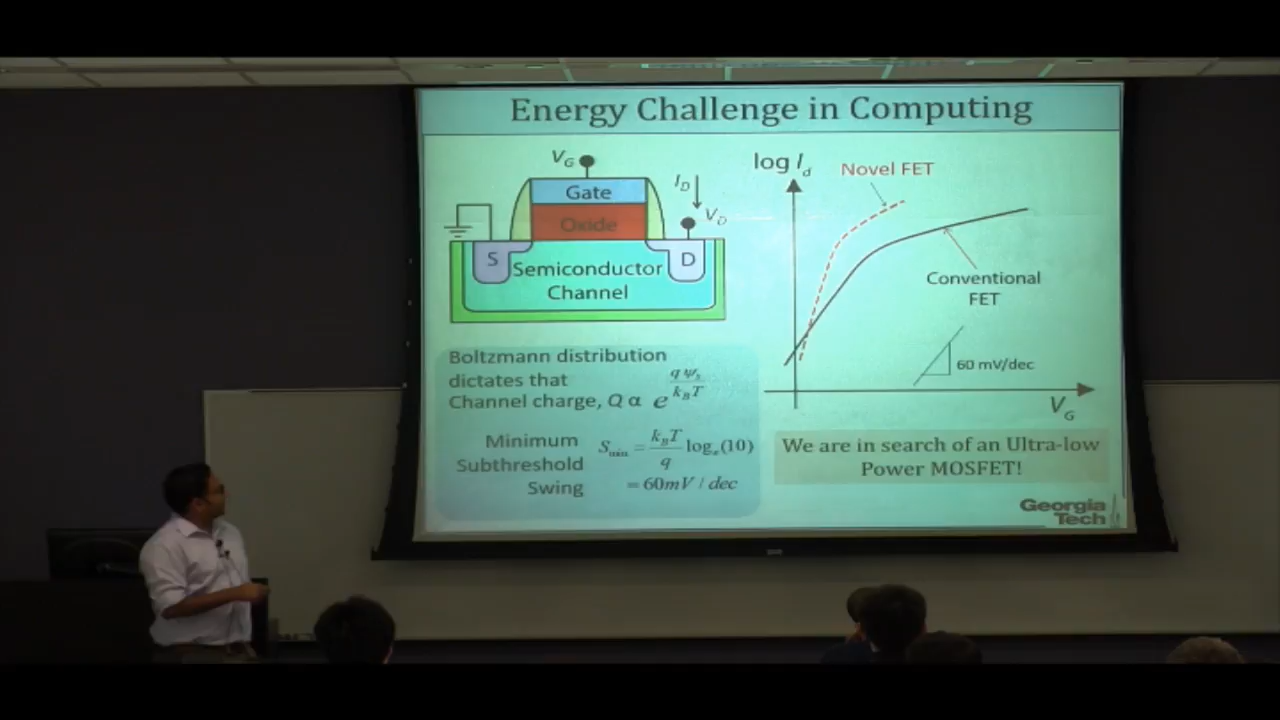 Energy Challenge in Computing
V_G
Gate
Oxide
I_D
V_D
S
D
Semiconductor
Channel
log I_d
Novel FET
Conventional
FET
60 mV/dec
V_G
Boltzmann distribution
dictates that
Channel charge, Q α e^(qψ_s / k_BT)
Minimum
Subthreshold
Swing
S_min = k_BT/q log_e(10)
= 60mV / dec
We are in search of an Ultra-low
Power MOSFET!
Georgia
Tech